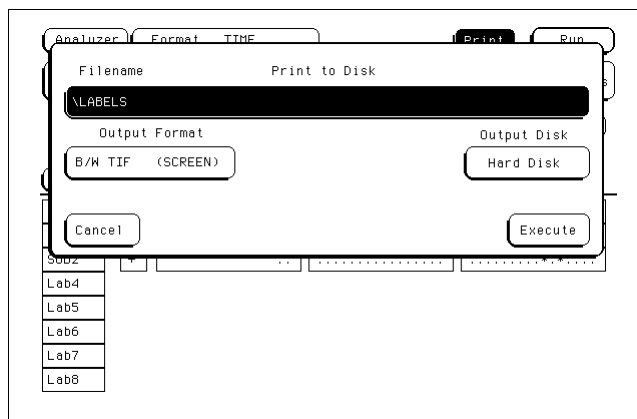 Analyzer Format TIME Print Run
Filename Print to Disk
\LABELS
Output Format Output Disk
B/W TIF (SCREEN) Hard Disk
Cancel Execute
Sub2 + .. ................ .........*.*....
Lab4
Lab5
Lab6
Lab7
Lab8